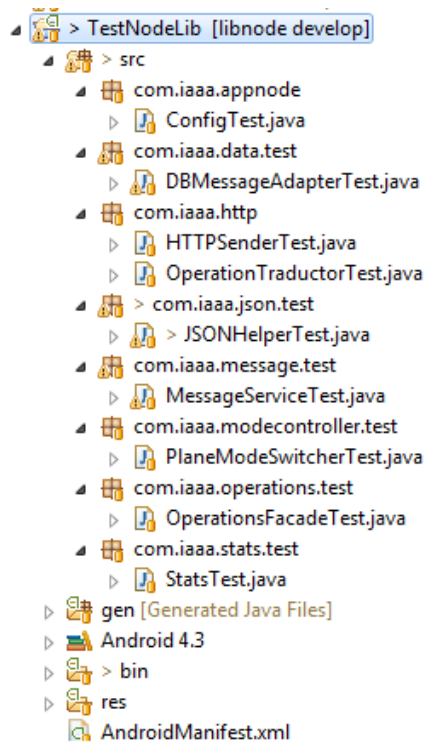 > TestNodeLib [libnode develop]
> src
com.iaaa.appnode
ConfigTest.java
com.iaaa.data.test
DBMessageAdapterTest.java
com.iaaa.http
HTTPSenderTest.java
OperationTraductorTest.java
> com.iaaa.json.test
> JSONHelperTest.java
com.iaaa.message.test
MessageServiceTest.java
com.iaaa.modecontroller.test
PlaneModeSwitcherTest.java
com.iaaa.operations.test
OperationsFacadeTest.java
com.iaaa.stats.test
StatsTest.java
gen [Generated Java Files]
Android 4.3
> bin
res
AndroidManifest.xml